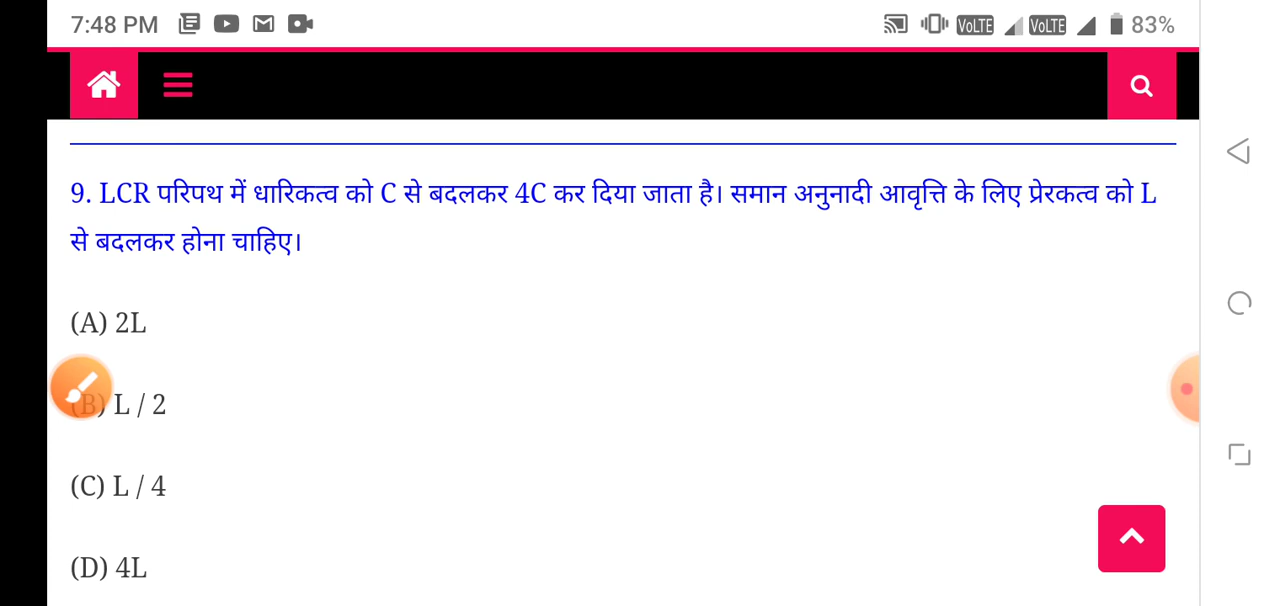 7:48 PM VoLTE VoLTE 83%
9. LCR परिपथ में धारिकत्व को C से बदलकर 4C कर दिया जाता है। समान अनुनादी आवृत्ति के लिए प्रेरकत्व को L
से बदलकर होना चाहिए।
(A) 2L
(B) L / 2
(C) L / 4
(D) 4L